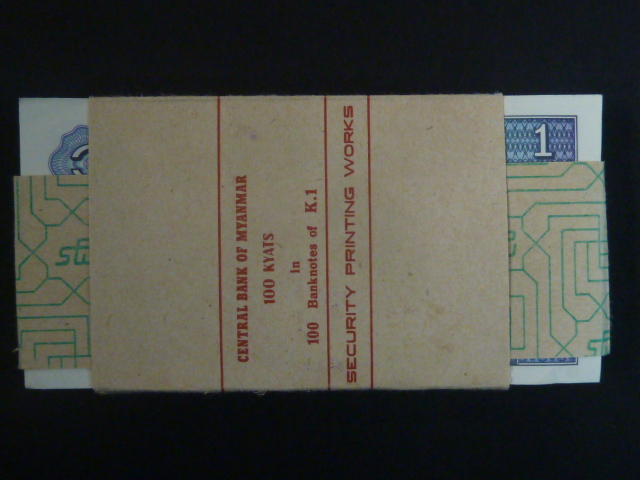 CENTRAL BANK OF MYANMAR
100 KYATS
in
100 Banknotes of K.1
SECURITY PRINTING WORKS
1